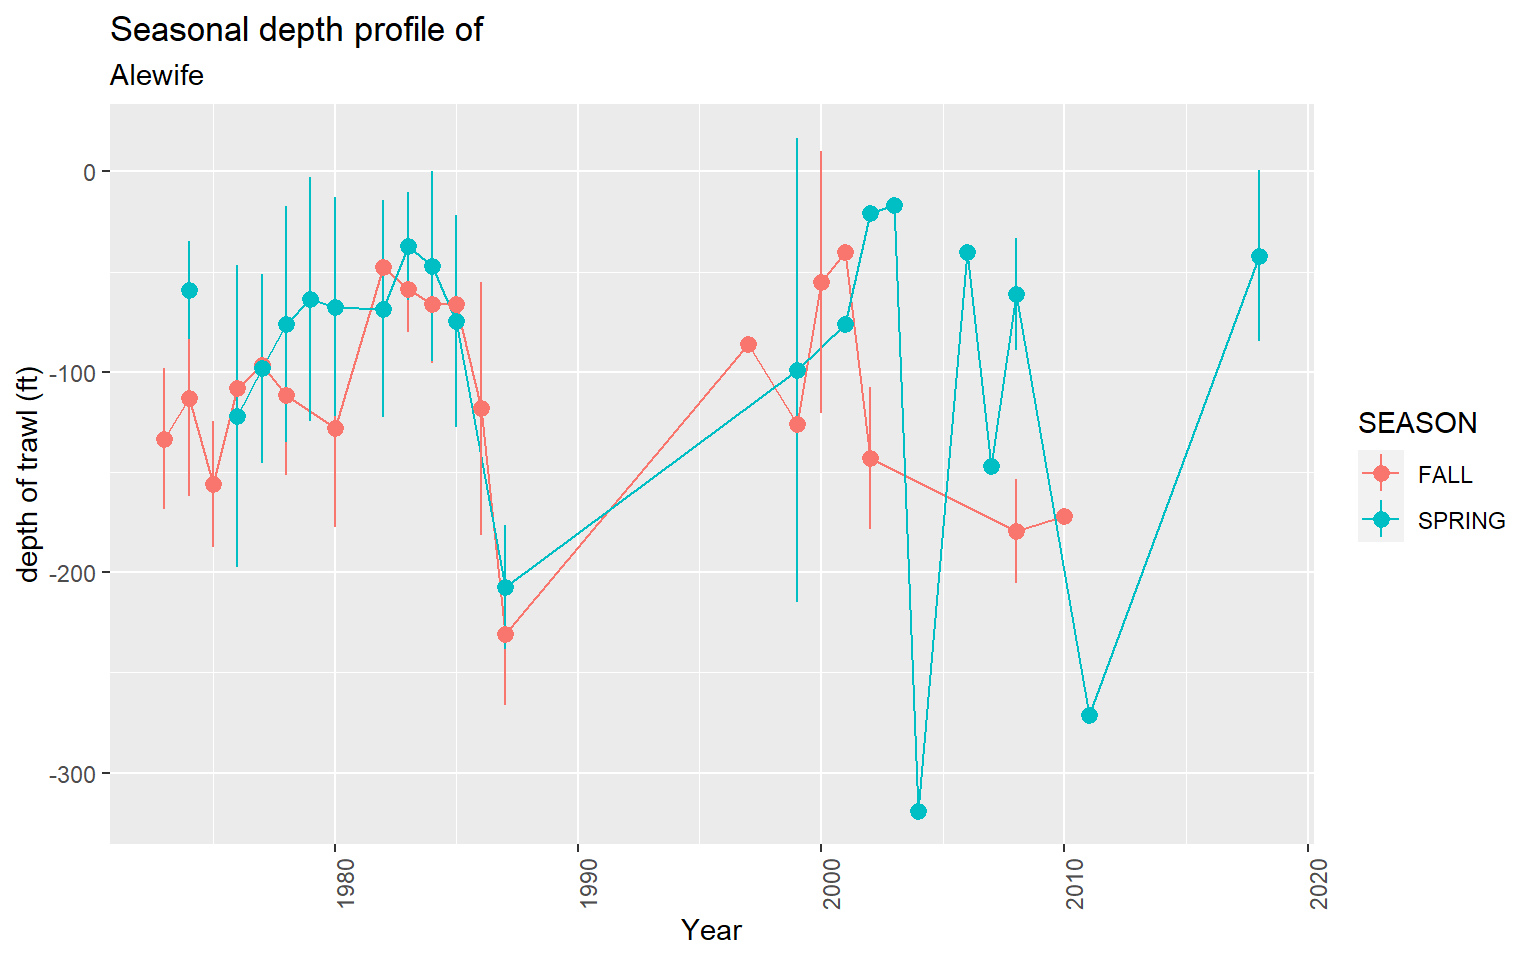 Seasonal depth profile of
Alewife
depth of trawl (ft)
0
-100
-200
-300
1980
1990
2000
2010
2020
Year
SEASON
FALL
SPRING